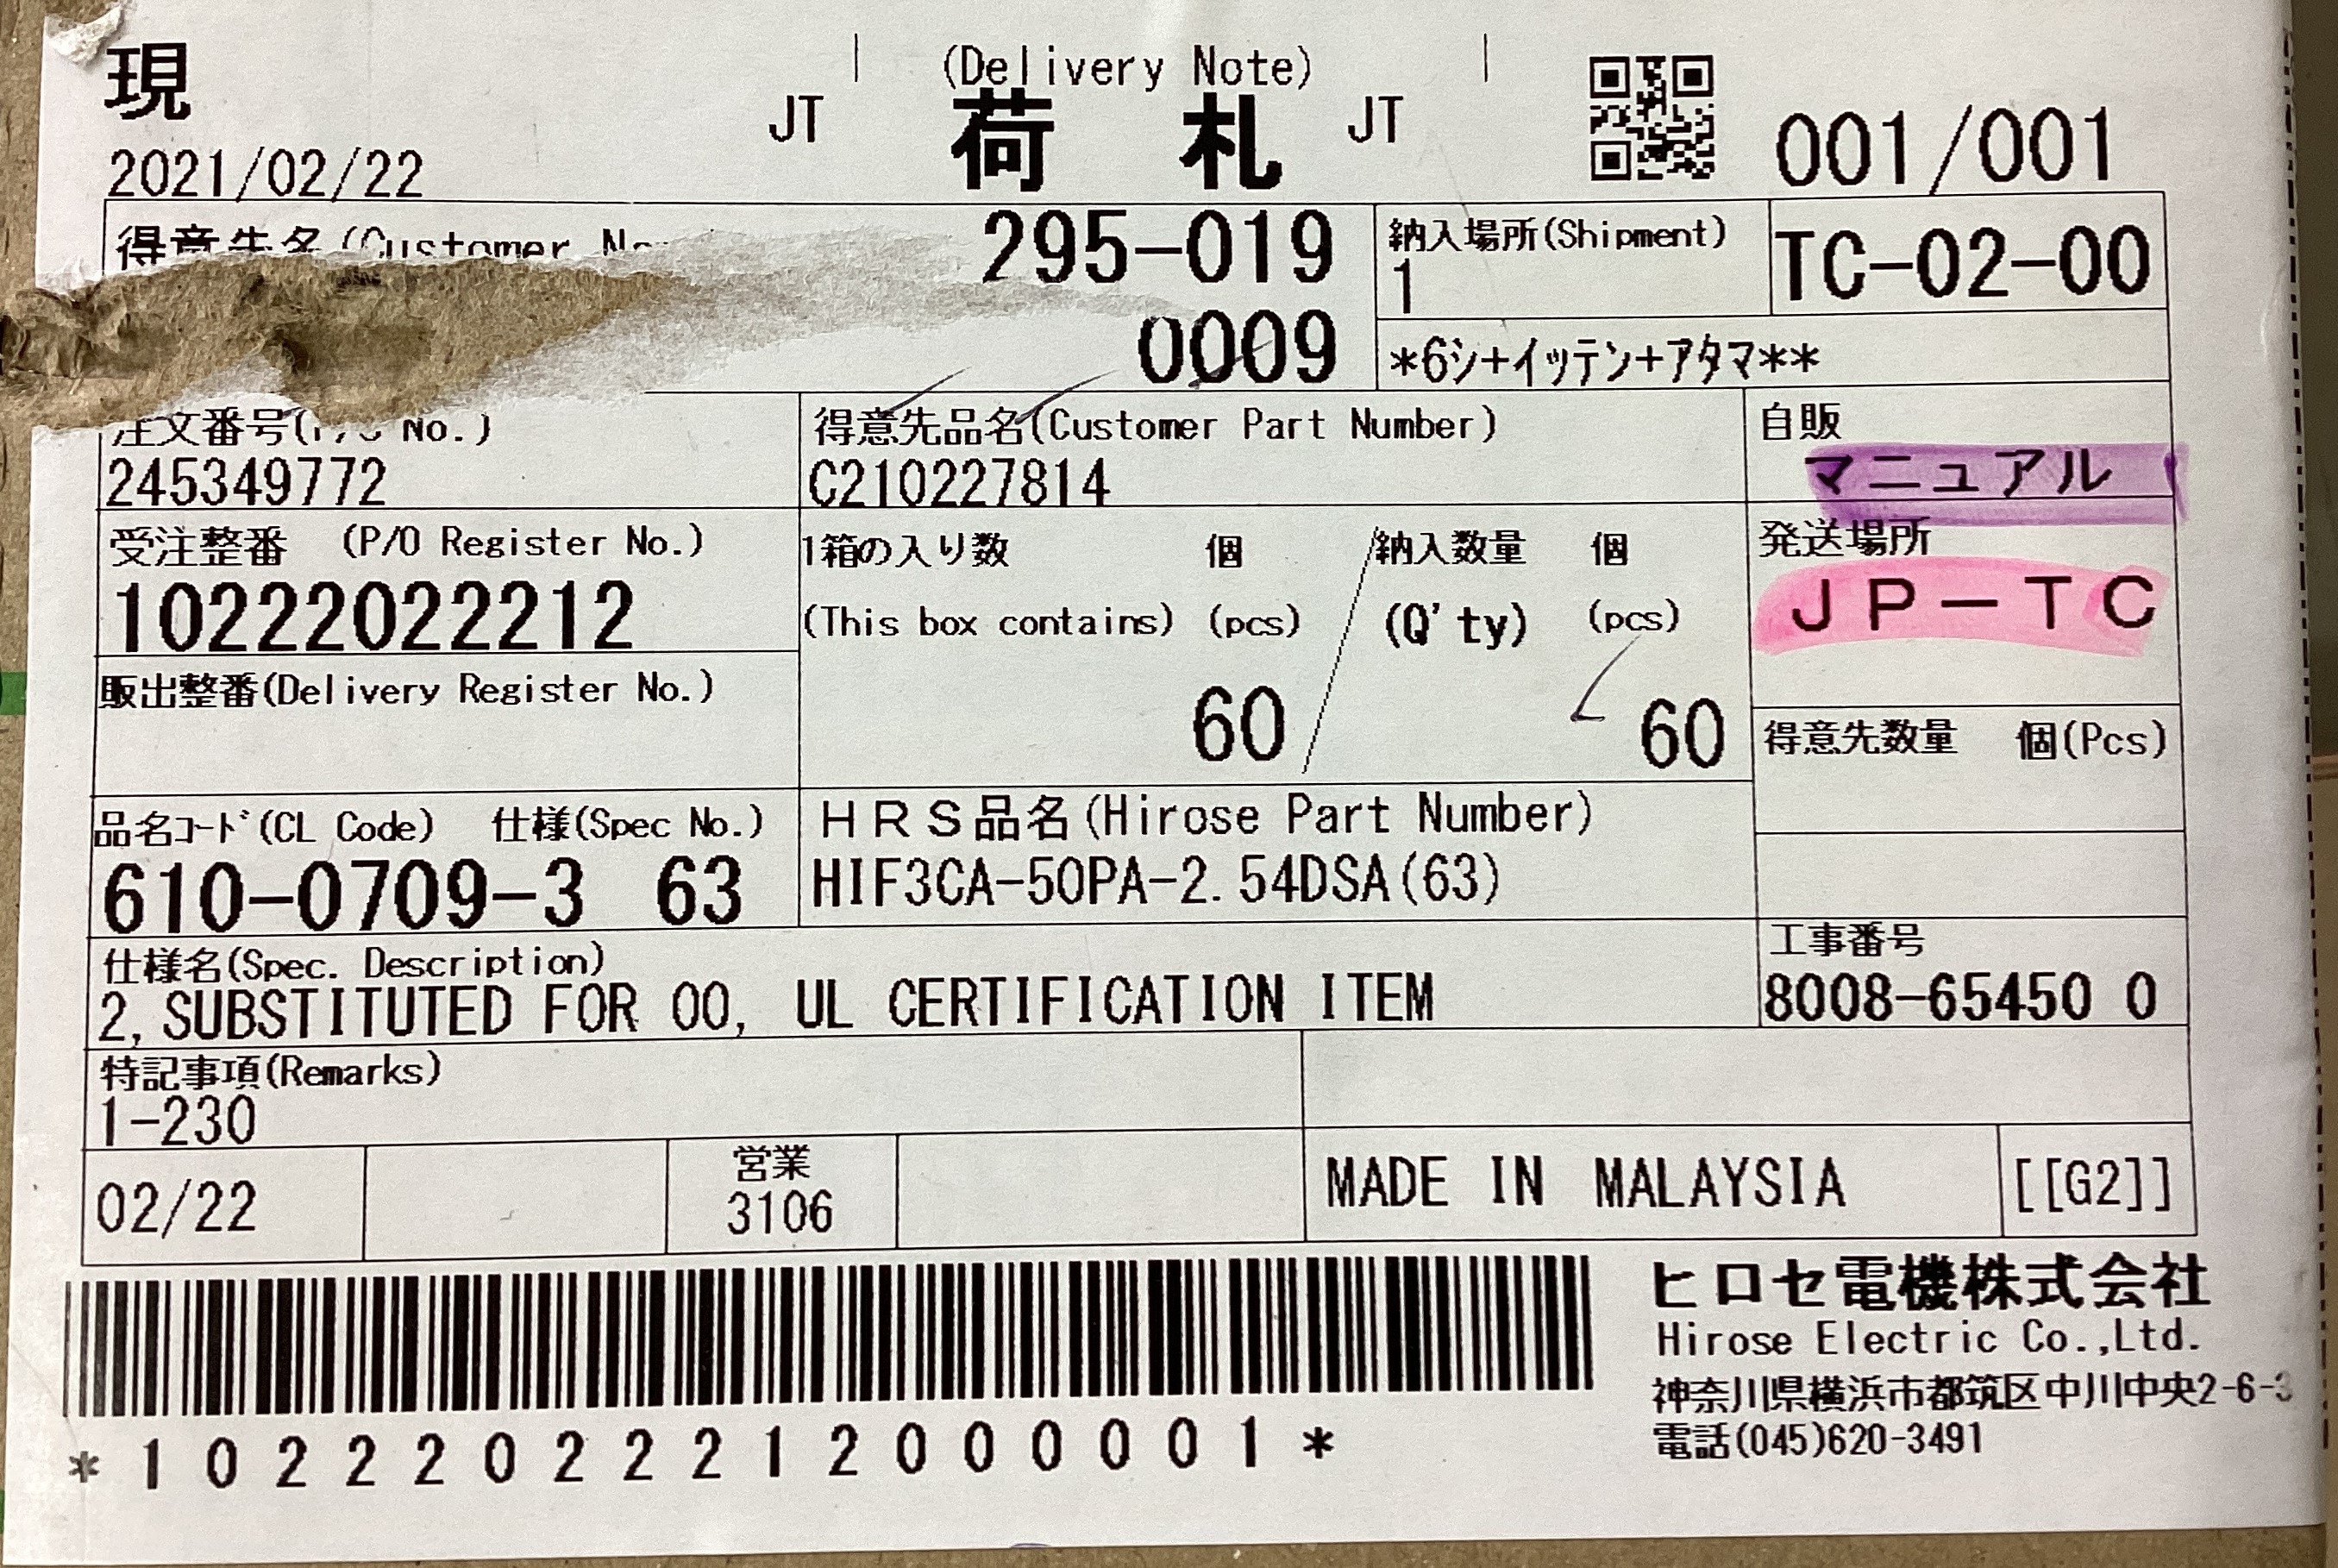 現
(Delivery Note)
JT 荷 札 JT
001/001
2021/02/22
得意先名(Customer
295-019
0009
納入場所(Shipment)
1
TC-02-00
*6ｼ+ｲｯﾃﾝ+ｱﾀﾏ**
注文番号( No.)
245349772
得意先品名(Customer Part Number)
C210227814
自販
マニュアル
受注整番 (P/O Register No.)
10222022212
1箱の入り数 個
(This box contains) (pcs)
60
納入数量 個
(Q'ty) (pcs)
60
発送場所
ＪＰ－ＴＣ
販出整番(Delivery Register No.)
得意先数量 個(Pcs)
品名ｺｰﾄﾞ(CL Code) 仕様(Spec No.)
610-0709-3 63
ＨＲＳ品名(Hirose Part Number)
HIF3CA-50PA-2.54DSA(63)
仕様名(Spec. Description)
2,SUBSTITUTED FOR 00, UL CERTIFICATION ITEM
工事番号
8008-65450 0
特記事項(Remarks)
1-230
02/22
営業
3106
MADE IN MALAYSIA
[[G2]]
*10222022212000001*
ヒロセ電機株式会社
Hirose Electric Co.,Ltd.
神奈川県横浜市都筑区中川中央2-6-3
電話(045)620-3491